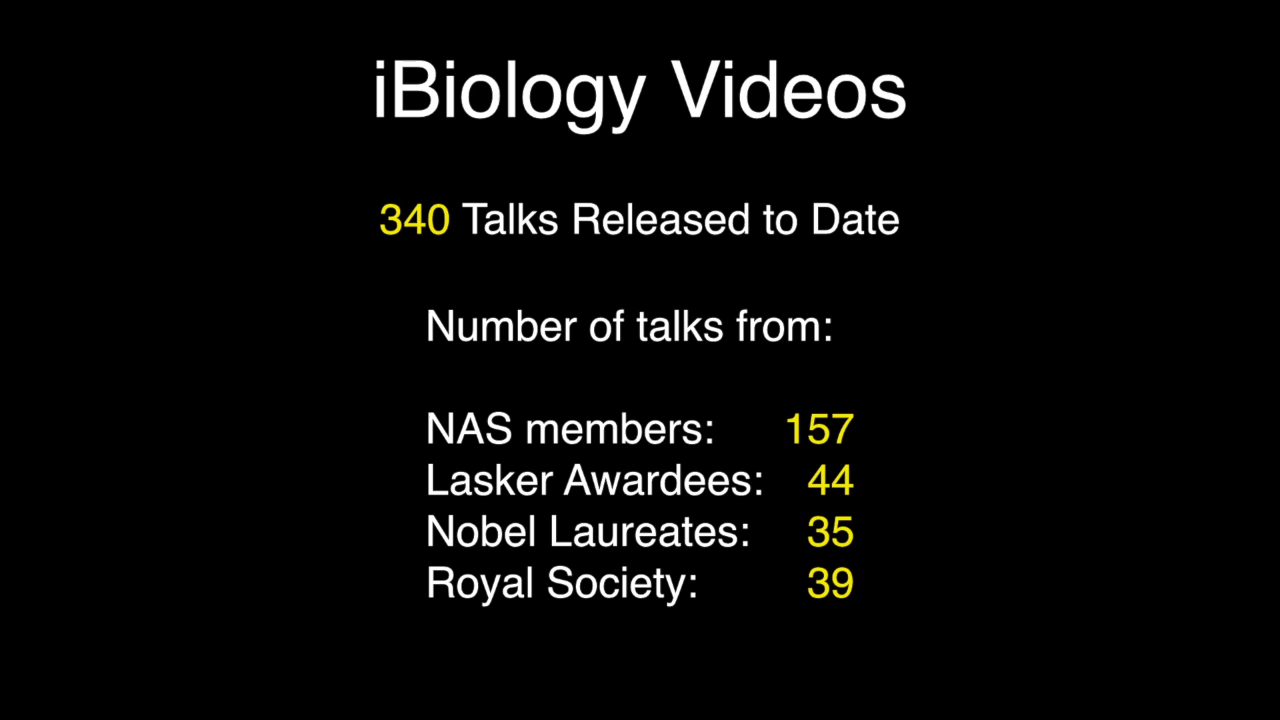 iBiology Videos
340 Talks Released to Date
Number of talks from:
NAS members: 157
Lasker Awardees: 44
Nobel Laureates: 35
Royal Society: 39